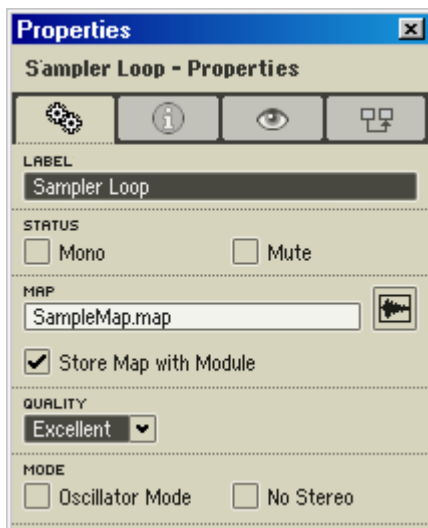 Properties
Sampler Loop - Properties
LABEL
Sampler Loop
STATUS
Mono Mute
MAP
SampleMap.map
Store Map with Module
QUALITY
Excellent
MODE
Oscillator Mode No Stereo